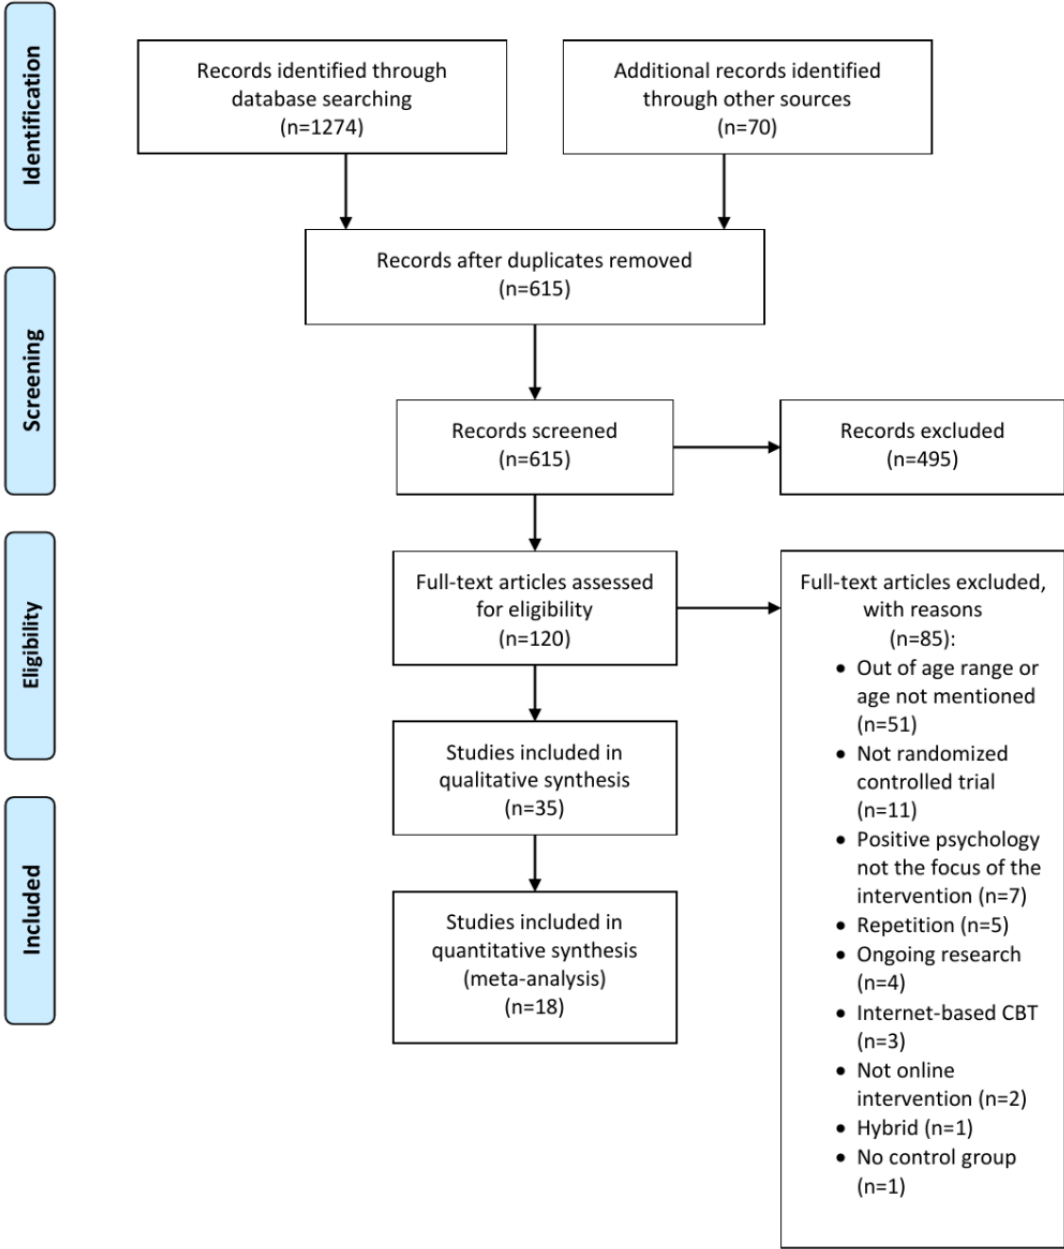 Identification
Records identified through
database searching
(n=1274)
Additional records identified
through other sources
(n=70)
Records after duplicates removed
(n=615)
Screening
Records screened
(n=615)
Records excluded
(n=495)
Eligibility
Full-text articles assessed
for eligibility
(n=120)
Full-text articles excluded,
with reasons
(n=85):
• Out of age range or
age not mentioned
(n=51)
• Not randomized
controlled trial
(n=11)
• Positive psychology
not the focus of the
intervention (n=7)
• Repetition (n=5)
• Ongoing research
(n=4)
• Internet-based CBT
(n=3)
• Not online
intervention (n=2)
• Hybrid (n=1)
• No control group
(n=1)
Studies included in
qualitative synthesis
(n=35)
Included
Studies included in
quantitative synthesis
(meta-analysis)
(n=18)